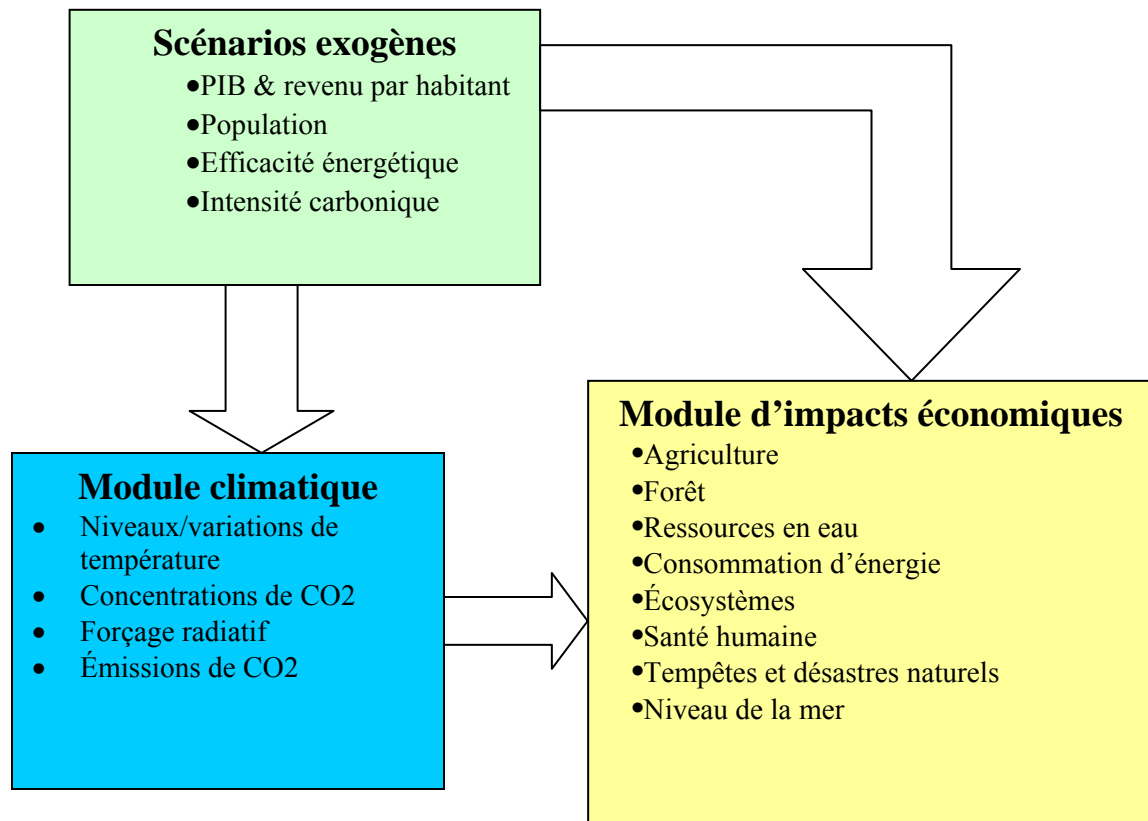 Scénarios exogènes
•PIB & revenu par habitant
•Population
•Efficacité énergétique
•Intensité carbonique
Module climatique
• Niveaux/variations de
température
• Concentrations de CO2
• Forçage radiatif
• Émissions de CO2
Module d’impacts économiques
•Agriculture
•Forêt
•Ressources en eau
•Consommation d’énergie
•Écosystèmes
•Santé humaine
•Tempêtes et désastres naturels
•Niveau de la mer